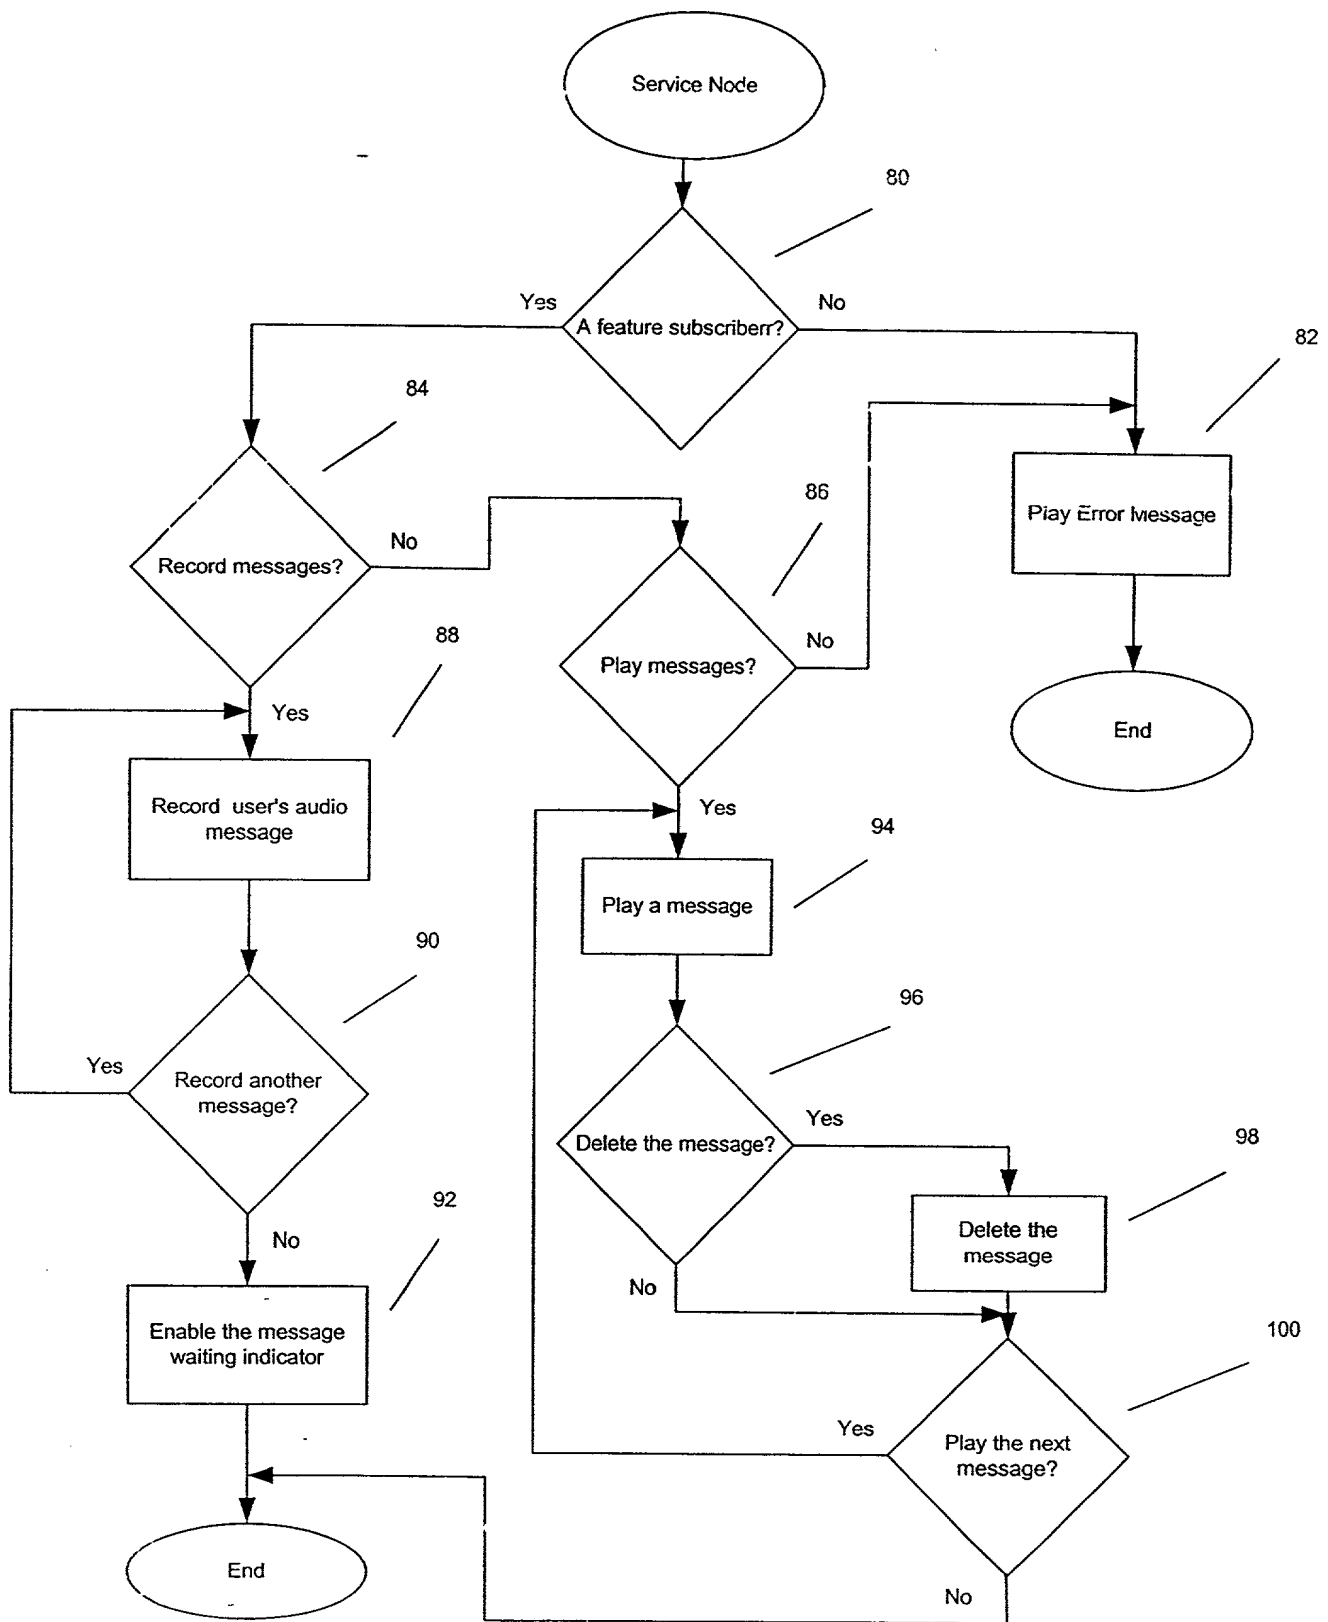 Service Node
80
Yes
No
A feature subscriberr?
82
84
86
Play Error Message
No
Record messages?
88
No
Play messages?
Yes
End
Record user's audio
message
Yes
94
Play a message
90
96
Yes
Record another
message?
Yes
Delete the message?
98
92
No
Delete the
message
No
Enable the message
waiting indicator
100
Yes
Play the next
message?
End
No